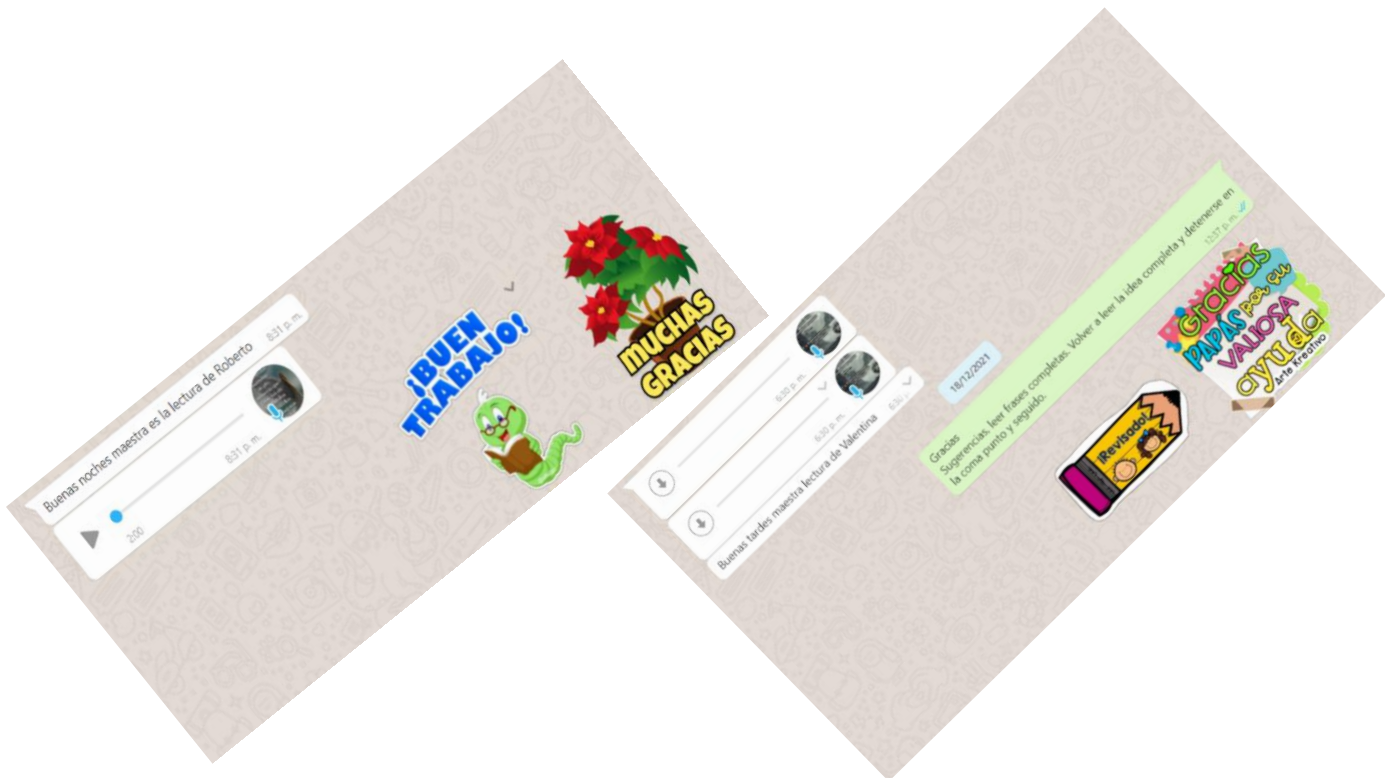 Buenas noches maestra es la lectura de Roberto
8:31 p. m.
2:00
8:31 p. m.
¡BUEN
TRABAJO!
MUCHAS
GRACIAS
6:30 p. m.
6:30 p. m.
Buenas tardes maestra lectura de Valentina
6:30
18/12/2021
Gracias
Sugerencias, leer frases completas. Volver a leer la idea completa y detenerse en
la coma punto y seguido.
12:37 p. m.
¡Revisado!
Gracias
PAPÁS por su
VALIOSA
ayuda
Arte Kreativo